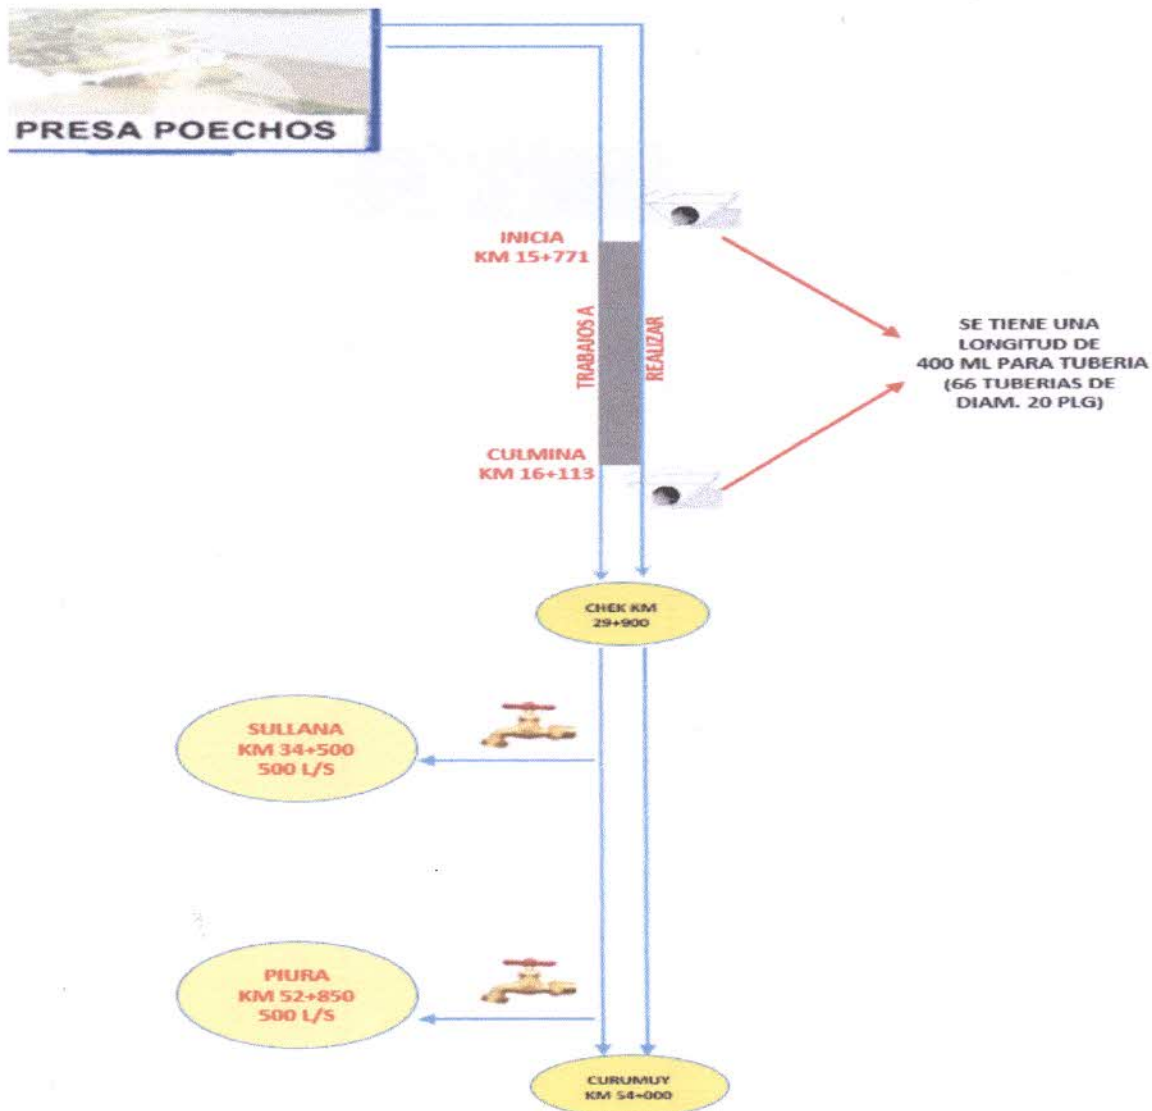 PRESA POECHOS
INICIA
KM 15+771
TRABAJOS A
REALIZAR
SE TIENE UNA
LONGITUD DE
400 ML PARA TUBERIA
(66 TUBERIAS DE
DIAM. 20 PLG)
CULMINA
KM 16+113
CHEK KM
29+900
SULLANA
KM 34+500
500 L/S
PIURA
KM 52+850
500 L/S
CURUMUY
KM 54+000